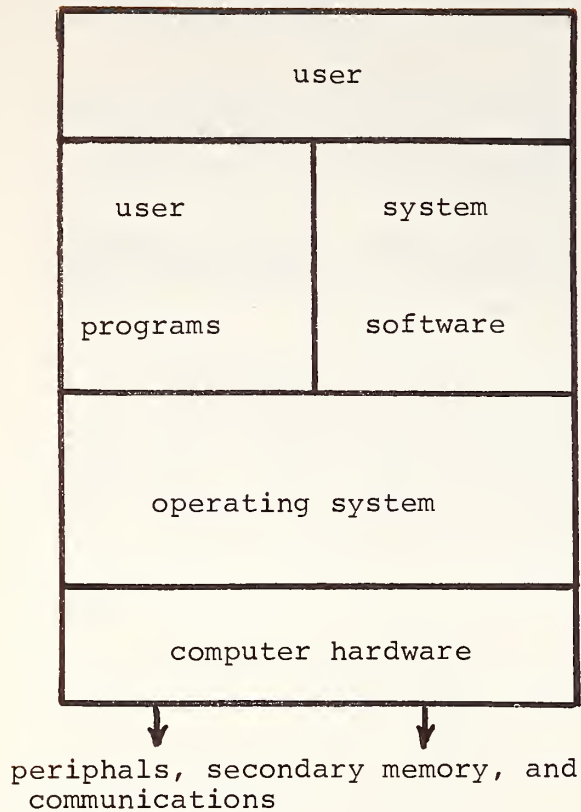 user
user system
programs software
operating system
computer hardware
periphals, secondary memory, and
communications